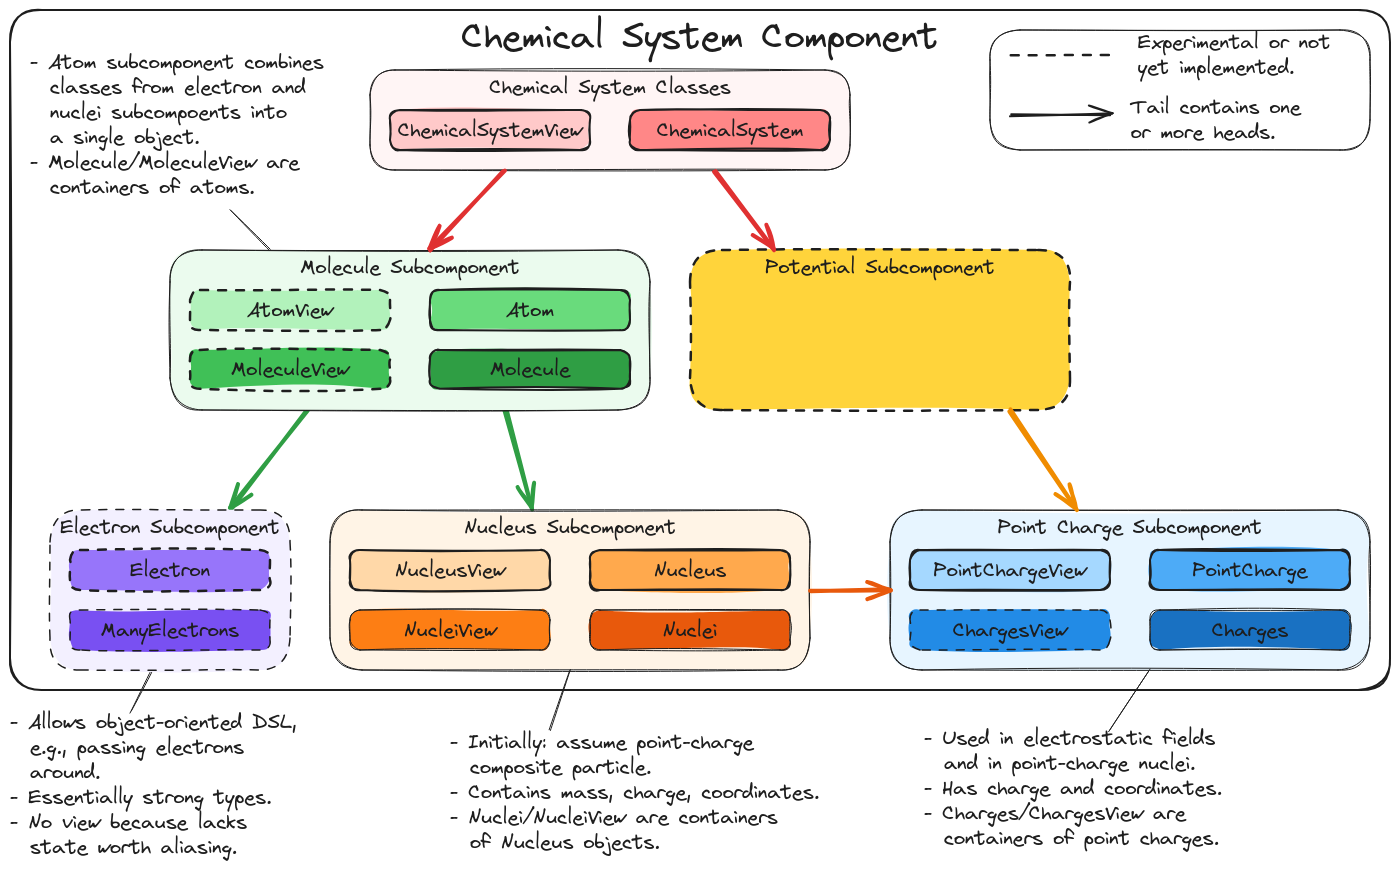 Chemical System Component
- Atom subcomponent combines
classes from electron and
nuclei subcompoents into
a single object.
- Molecule/MoleculeView are
containers of atoms.
Experimental or not
yet implemented.
Tail contains one
or more heads.
Chemical System Classes
ChemicalSystemView
ChemicalSystem
Molecule Subcomponent
AtomView
Atom
MoleculeView
Molecule
Potential Subcomponent
Electron Subcomponent
Electron
ManyElectrons
Nucleus Subcomponent
NucleusView
Nucleus
NucleiView
Nuclei
Point Charge Subcomponent
PointChargeView
PointCharge
ChargesView
Charges
- Allows object-oriented DSL,
e.g., passing electrons
around.
- Essentially strong types.
- No view because lacks
state worth aliasing.
- Initially: assume point-charge
composite particle.
- Contains mass, charge, coordinates.
- Nuclei/NucleiView are containers
of Nucleus objects.
- Used in electrostatic fields
and in point-charge nuclei.
- Has charge and coordinates.
- Charges/ChargesView are
containers of point charges.